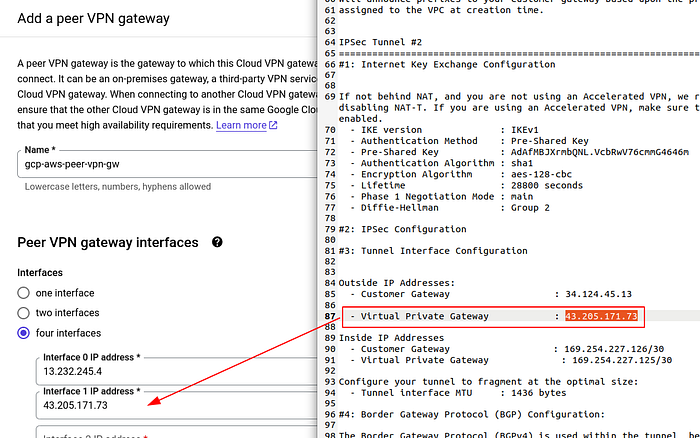 Add a peer VPN gateway
A peer VPN gateway is the gateway to which this Cloud VPN
connect. It can be an on-premises gateway, a third-party VPN
Cloud VPN gateway. When connecting to another Cloud VPN
ensure that the other Cloud VPN gateway is in the same Google
that you meet high availability requirements. Learn more
Name *
gcp-aws-peer-vpn-gw
Lowercase letters, numbers, hyphens allowed
Peer VPN gateway interfaces
Interfaces
one interface
two interfaces
four interfaces
Interface 0 IP address *
13.232.245.4
Interface 1 IP address *
43.205.171.73
will announce prefixes to your customer gateway based upon the
assigned to the VPC at creation time.
62
63
64 IPSec Tunnel #2
65 ================================================================
66 #1: Internet Key Exchange Configuration
67
68
69 If not behind NAT, and you are not using an Accelerated VPN, we
disabling NAT-T. If you are using an Accelerated VPN, make sure
enabled.
70 - IKE version : IKEv1
71 - Authentication Method : Pre-Shared Key
72 - Pre-Shared Key : AdAfMBJXrmbQNL.VcbRwV76cmmG4646m
73 - Authentication Algorithm : sha1
74 - Encryption Algorithm : aes-128-cbc
75 - Lifetime : 28800 seconds
76 - Phase 1 Negotiation Mode : main
77 - Diffie-Hellman : Group 2
78
79 #2: IPSec Configuration
80
81 #3: Tunnel Interface Configuration
82
83
84 Outside IP Addresses:
85 - Customer Gateway : 34.124.45.13
86
87 - Virtual Private Gateway : 43.205.171.73
88
89 Inside IP Addresses
90 - Customer Gateway : 169.254.227.126/30
91 - Virtual Private Gateway : 169.254.227.125/30
92
93 Configure your tunnel to fragment at the optimal size:
94 - Tunnel interface MTU : 1436 bytes
95
96 #4: Border Gateway Protocol (BGP) Configuration:
97
98 The Border Gateway Protocol (BGPv4) is used within the tunnel,